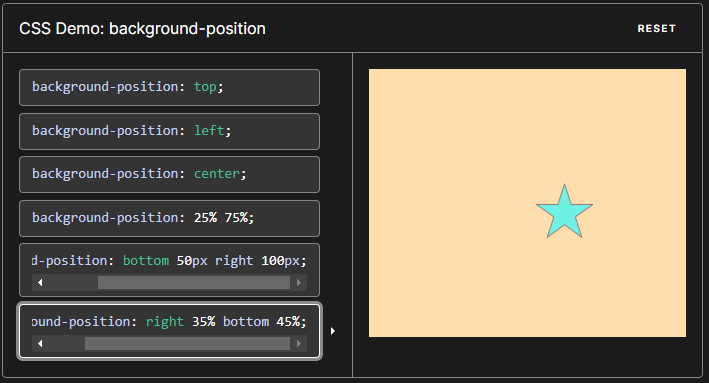 CSS Demo: background-position
RESET
background-position: top;
background-position: left;
background-position: center;
background-position: 25% 75%;
d-position: bottom 50px right 100px;
ound-position: right 35% bottom 45%;